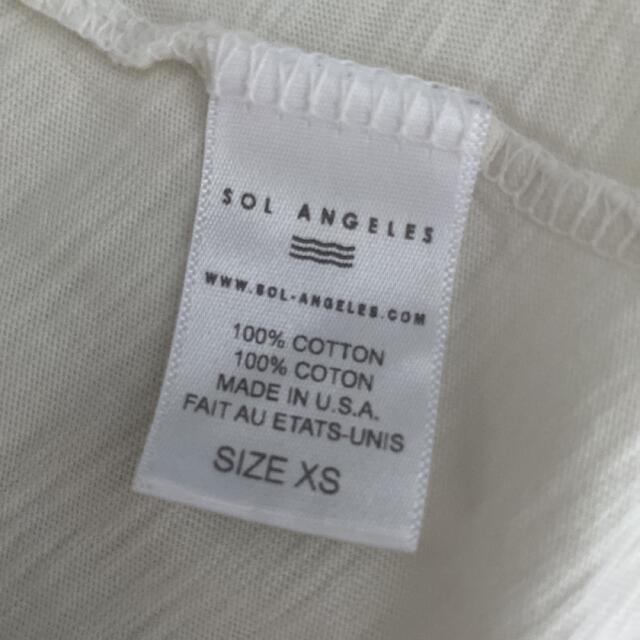 SOL ANGELES
WWW.SOL-ANGELES.COM
100% COTTON
100% COTON
MADE IN U.S.A.
FAIT AU ETATS-UNIS
SIZE XS